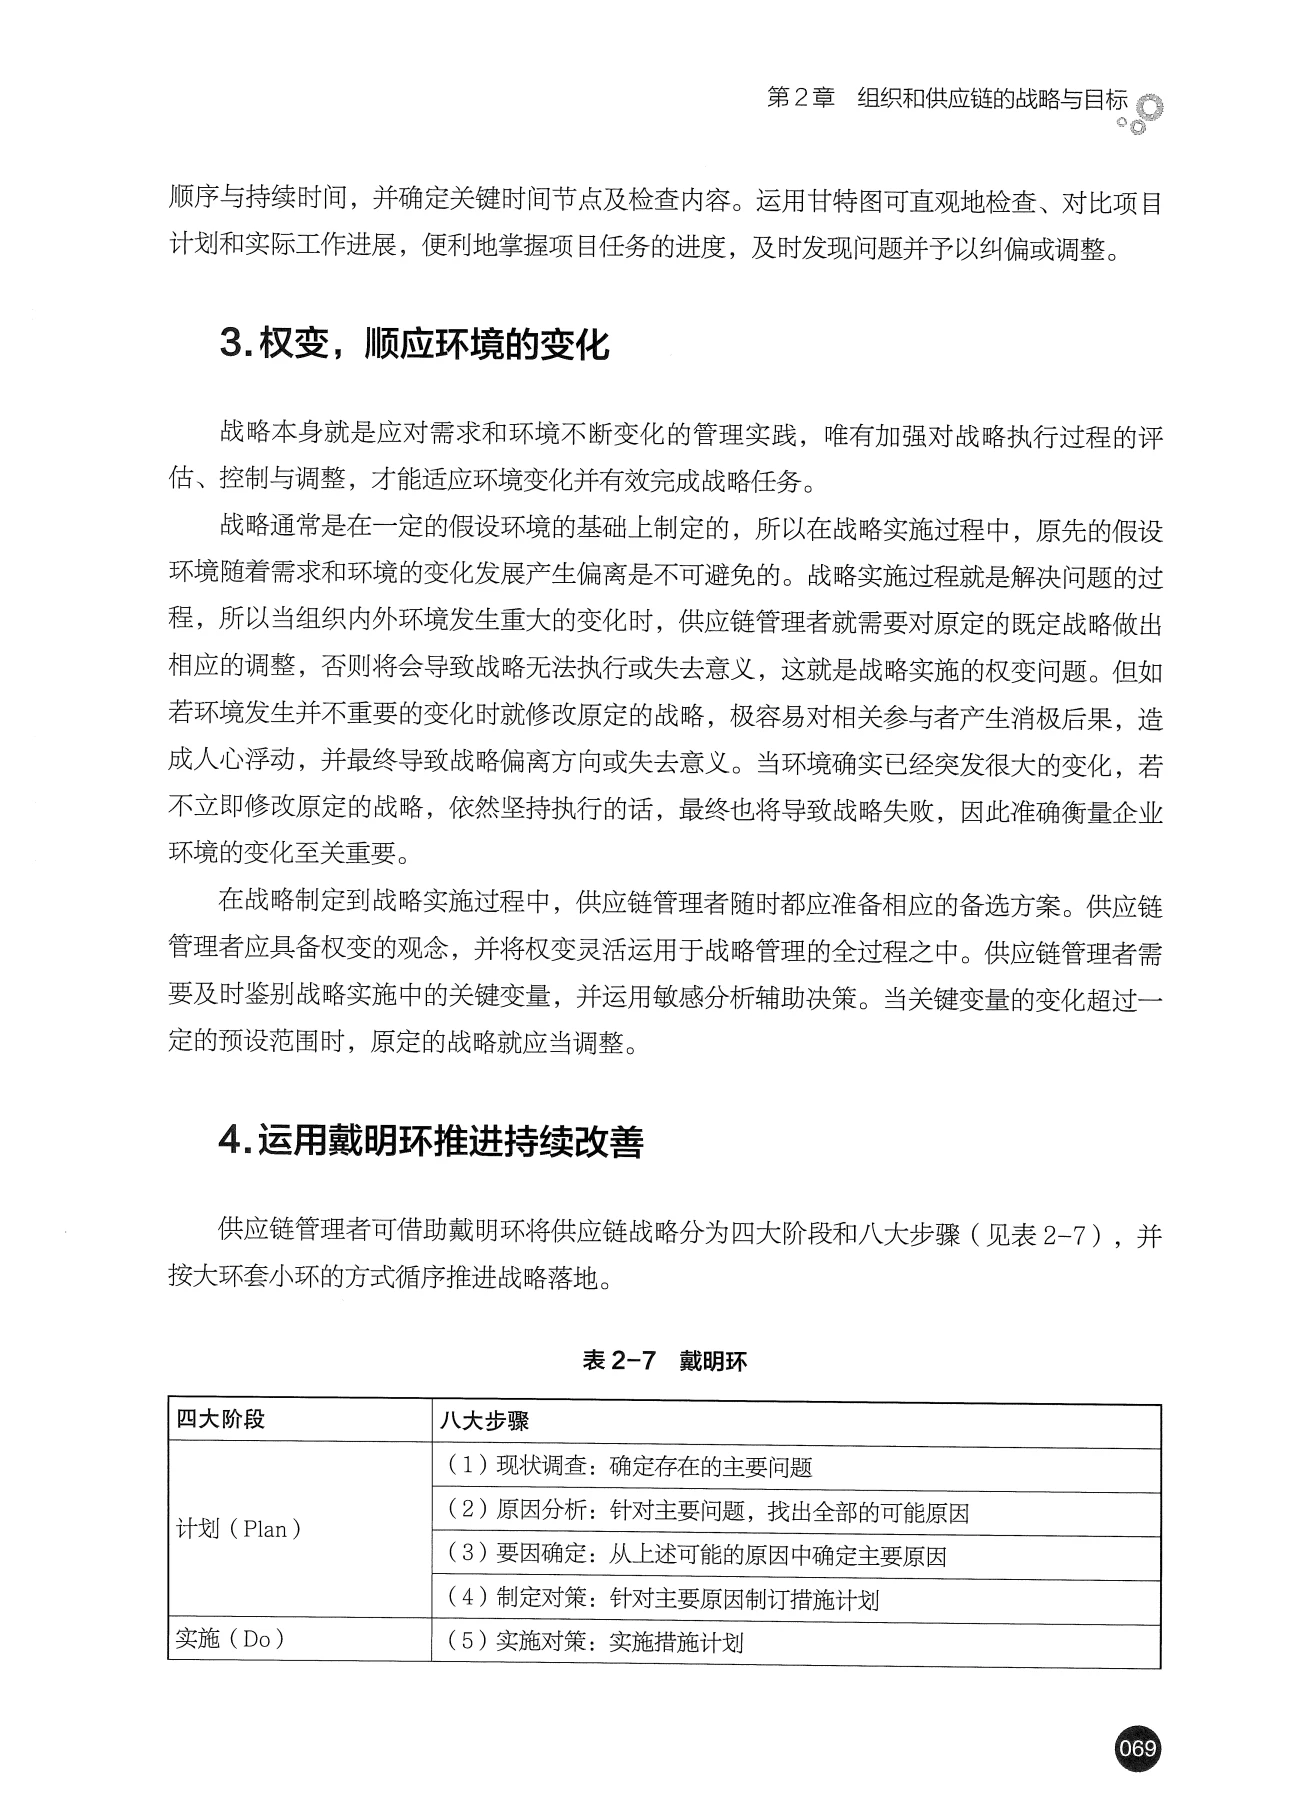 第2章 组织和供应链的战略与目标
顺序与持续时间，并确定关键时间节点及检查内容。运用甘特图可直观地检查、对比项目
计划和实际工作进展，便利地掌握项目任务的进度，及时发现问题并予以纠偏或调整。
3.权变，顺应环境的变化
战略本身就是应对需求和环境不断变化的管理实践，唯有加强对战略执行过程的评
估、控制与调整，才能适应环境变化并有效完成战略任务。
战略通常是在一定的假设环境的基础上制定的，所以在战略实施过程中，原先的假设
环境随着需求和环境的变化发展产生偏离是不可避免的。战略实施过程就是解决问题的过
程，所以当组织内外环境发生重大的变化时，供应链管理者就需要对原定的既定战略做出
相应的调整，否则将会导致战略无法执行或失去意义，这就是战略实施的权变问题。但如
若环境发生并不重要的变化时就修改原定的战略，极容易对相关参与者产生消极后果，造
成人心浮动，并最终导致战略偏离方向或失去意义。当环境确实已经突发很大的变化，若
不立即修改原定的战略，依然坚持执行的话，最终也将导致战略失败，因此准确衡量企业
环境的变化至关重要。
在战略制定到战略实施过程中，供应链管理者随时都应准备相应的备选方案。供应链
管理者应具备权变的观念，并将权变灵活运用于战略管理的全过程之中。供应链管理者需
要及时鉴别战略实施中的关键变量，并运用敏感分析辅助决策。当关键变量的变化超过一
定的预设范围时，原定的战略就应当调整。
4.运用戴明环推进持续改善
供应链管理者可借助戴明环将供应链战略分为四大阶段和八大步骤（见表2-7），并
按大环套小环的方式循序推进战略落地。
表2-7 戴明环
四大阶段 八大步骤
计划（Plan）
（1）现状调查：确定存在的主要问题
（2）原因分析：针对主要问题，找出全部的可能原因
（3）要因确定：从上述可能的原因中确定主要原因
（4）制定对策：针对主要原因制订措施计划
实施（Do） （5）实施对策：实施措施计划
069